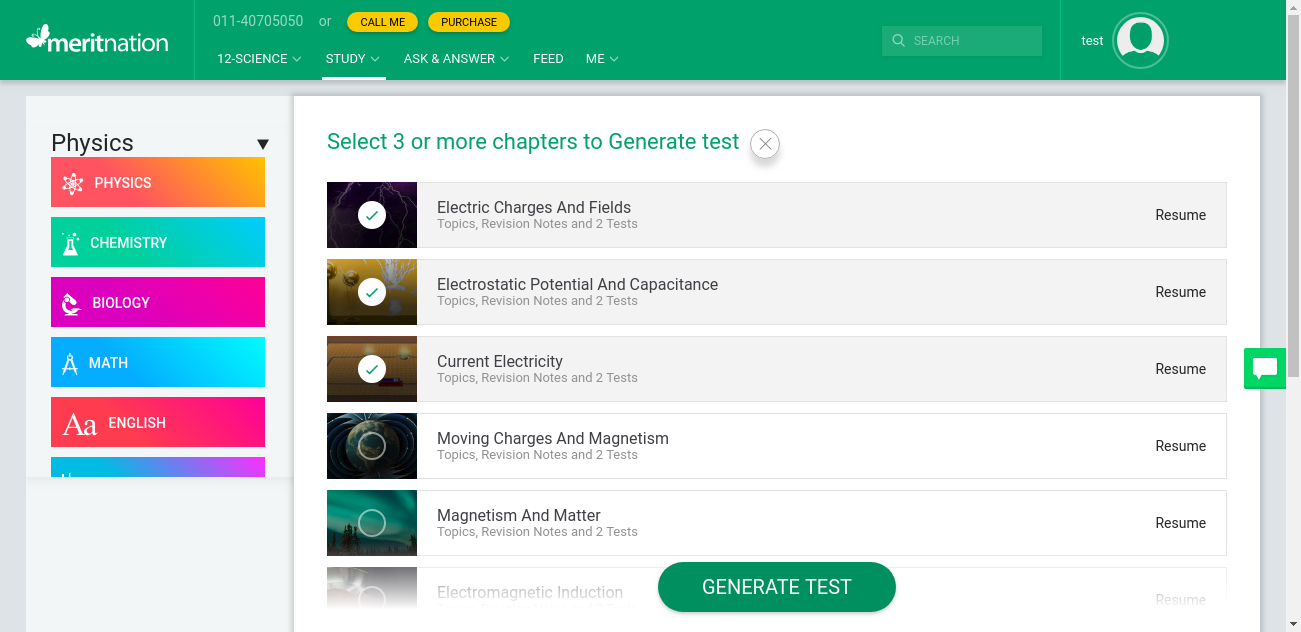 011-40705050 or CALL ME PURCHASE
meritnation
12-SCIENCE STUDY ASK & ANSWER FEED ME
SEARCH
test
Physics
PHYSICS
CHEMISTRY
BIOLOGY
MATH
Aa ENGLISH
Select 3 or more chapters to Generate test
Electric Charges And Fields
Topics, Revision Notes and 2 Tests
Resume
Electrostatic Potential And Capacitance
Topics, Revision Notes and 2 Tests
Resume
Current Electricity
Topics, Revision Notes and 2 Tests
Resume
Moving Charges And Magnetism
Topics, Revision Notes and 2 Tests
Resume
Magnetism And Matter
Topics, Revision Notes and 2 Tests
Resume
Electromagnetic Induction
Resume
GENERATE TEST